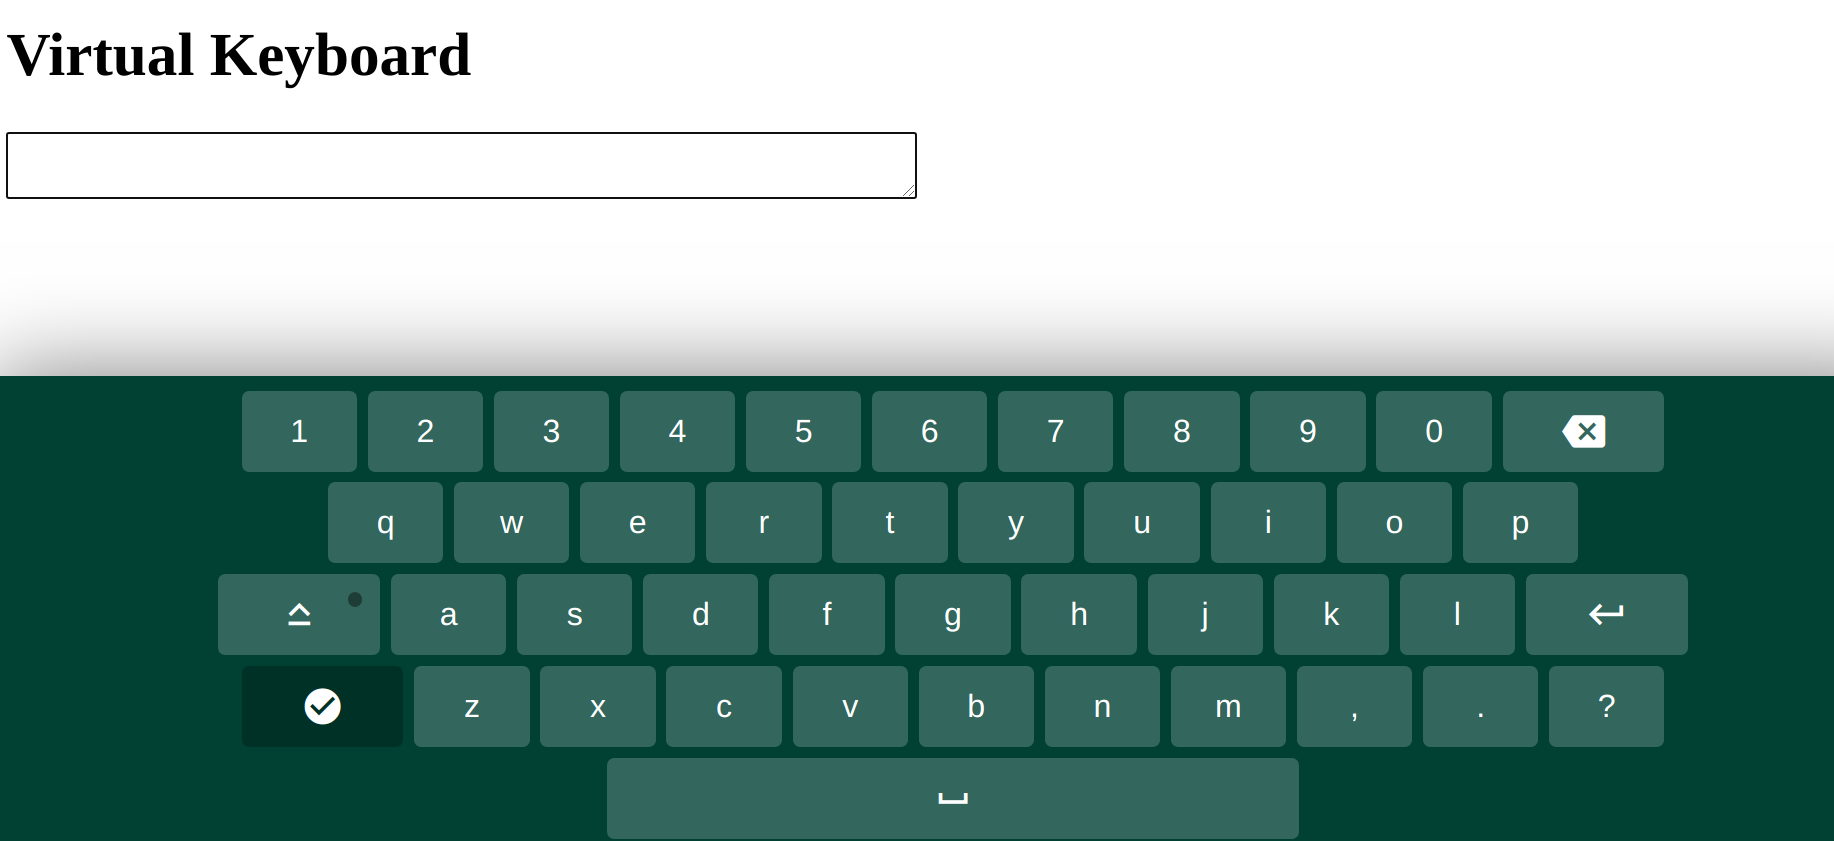 Virtual Keyboard
1 2 3 4 5 6 7 8 9 0
q w e r t y u i o p
a s d f g h j k l
z x c v b n m , . ?